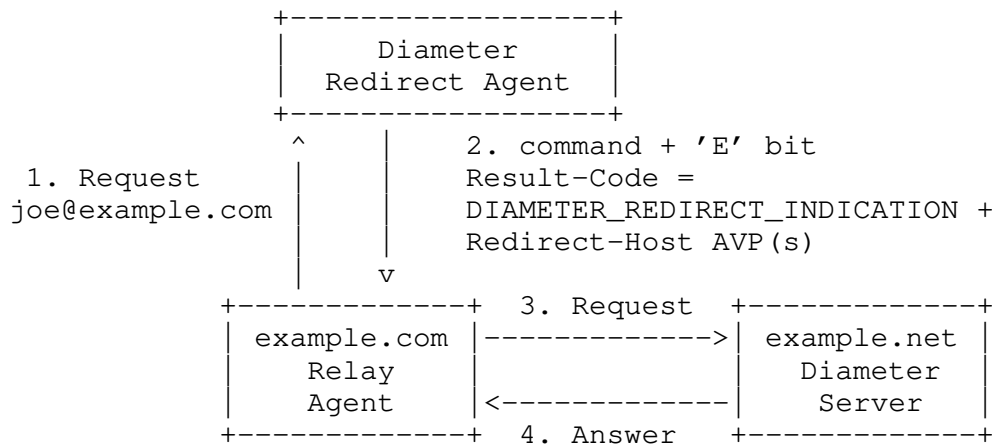 Diameter
Redirect Agent
2. command + 'E' bit
1. Request
Result-Code =
joe@example.com
DIAMETER_REDIRECT_INDICATION +
Redirect-Host AVP(s)
3. Request
example.com
Relay
Agent
example.net
Diameter
Server
4. Answer